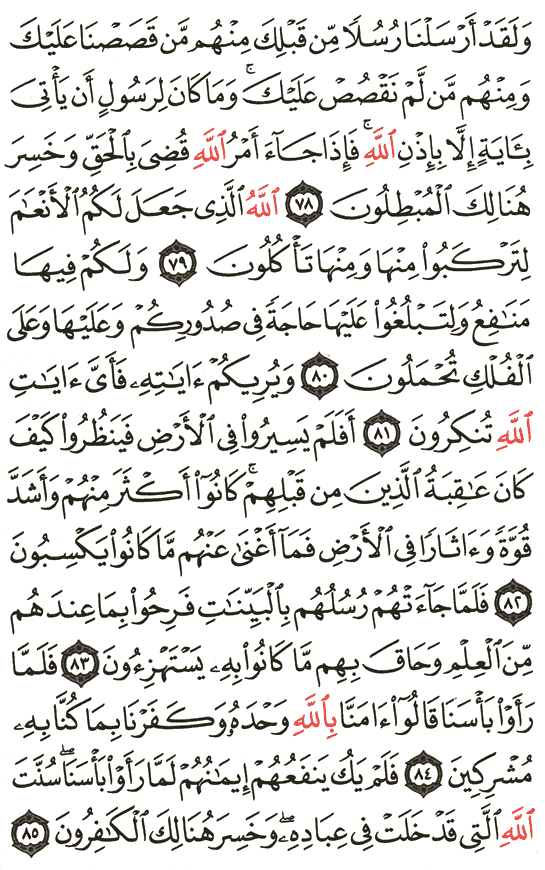 وَلَقَدْ أَرْسَلْنَا رُسُلًا مِّن قَبْلِكَ مِنْهُم مَّن قَصَصْنَا عَلَيْكَ
وَمِنْهُم مَّن لَّمْ نَقْصُصْ عَلَيْكَ ۗ وَمَا كَانَ لِرَسُولٍ أَن يَأْتِىَ
بِـَٔايَةٍ إِلَّا بِإِذْنِ ٱللَّهِ ۚ فَإِذَا جَآءَ أَمْرُ ٱللَّهِ قُضِىَ بِٱلْحَقِّ وَخَسِرَ
هُنَالِكَ ٱلْمُبْطِلُونَ ٧٨ ٱللَّهُ ٱلَّذِى جَعَلَ لَكُمُ ٱلْأَنْعَٰمَ
لِتَرْكَبُوا۟ مِنْهَا وَمِنْهَا تَأْكُلُونَ ٧٩ وَلَكُمْ فِيهَا
مَنَٰفِعُ وَلِتَبْلُغُوا۟ عَلَيْهَا حَاجَةً فِى صُدُورِكُمْ وَعَلَيْهَا وَعَلَى
ٱلْفُلْكِ تُحْمَلُونَ ٨٠ وَيُرِيكُمْ ءَايَٰتِهِۦ فَأَىَّ ءَايَٰتِ
ٱللَّهِ تُنكِرُونَ ٨١ أَفَلَمْ يَسِيرُوا۟ فِى ٱلْأَرْضِ فَيَنظُرُوا۟ كَيْفَ
كَانَ عَٰقِبَةُ ٱلَّذِينَ مِن قَبْلِهِمْ ۚ كَانُوٓا۟ أَكْثَرَ مِنْهُمْ وَأَشَدَّ
قُوَّةً وَءَاثَارًا فِى ٱلْأَرْضِ فَمَآ أَغْنَىٰ عَنْهُم مَّا كَانُوا۟ يَكْسِبُونَ
٨٢ فَلَمَّا جَآءَتْهُمْ رُسُلُهُم بِٱلْبَيِّنَٰتِ فَرِحُوا۟ بِمَا عِندَهُم
مِّنَ ٱلْعِلْمِ وَحَاقَ بِهِم مَّا كَانُوا۟ بِهِۦ يَسْتَهْزِءُونَ ٨٣ فَلَمَّا
رَأَوْا۟ بَأْسَنَا قَالُوٓا۟ ءَامَنَّا بِٱللَّهِ وَحْدَهُۥ وَكَفَرْنَا بِمَا كُنَّا بِهِۦ
مُشْرِكِينَ ٨٤ فَلَمْ يَكُ يَنفَعُهُمْ إِيمَٰنُهُمْ لَمَّا رَأَوْا۟ بَأْسَنَا ۖ سُنَّتَ
ٱللَّهِ ٱلَّتِى قَدْ خَلَتْ فِى عِبَادِهِۦ ۖ وَخَسِرَ هُنَالِكَ ٱلْكَٰفِرُونَ ٨٥